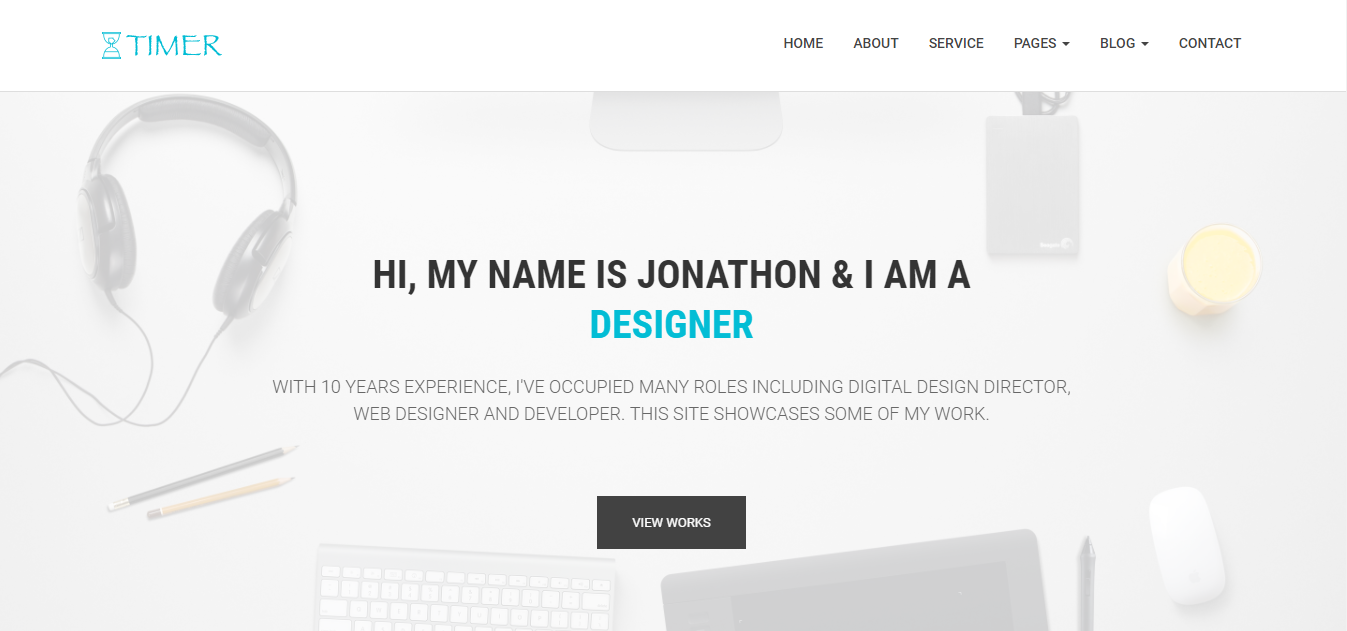 TIMER
HOME ABOUT SERVICE PAGES BLOG CONTACT
HI, MY NAME IS JONATHON & I AM A
DESIGNER
WITH 10 YEARS EXPERIENCE, I'VE OCCUPIED MANY ROLES INCLUDING DIGITAL DESIGN DIRECTOR,
WEB DESIGNER AND DEVELOPER. THIS SITE SHOWCASES SOME OF MY WORK.
VIEW WORKS